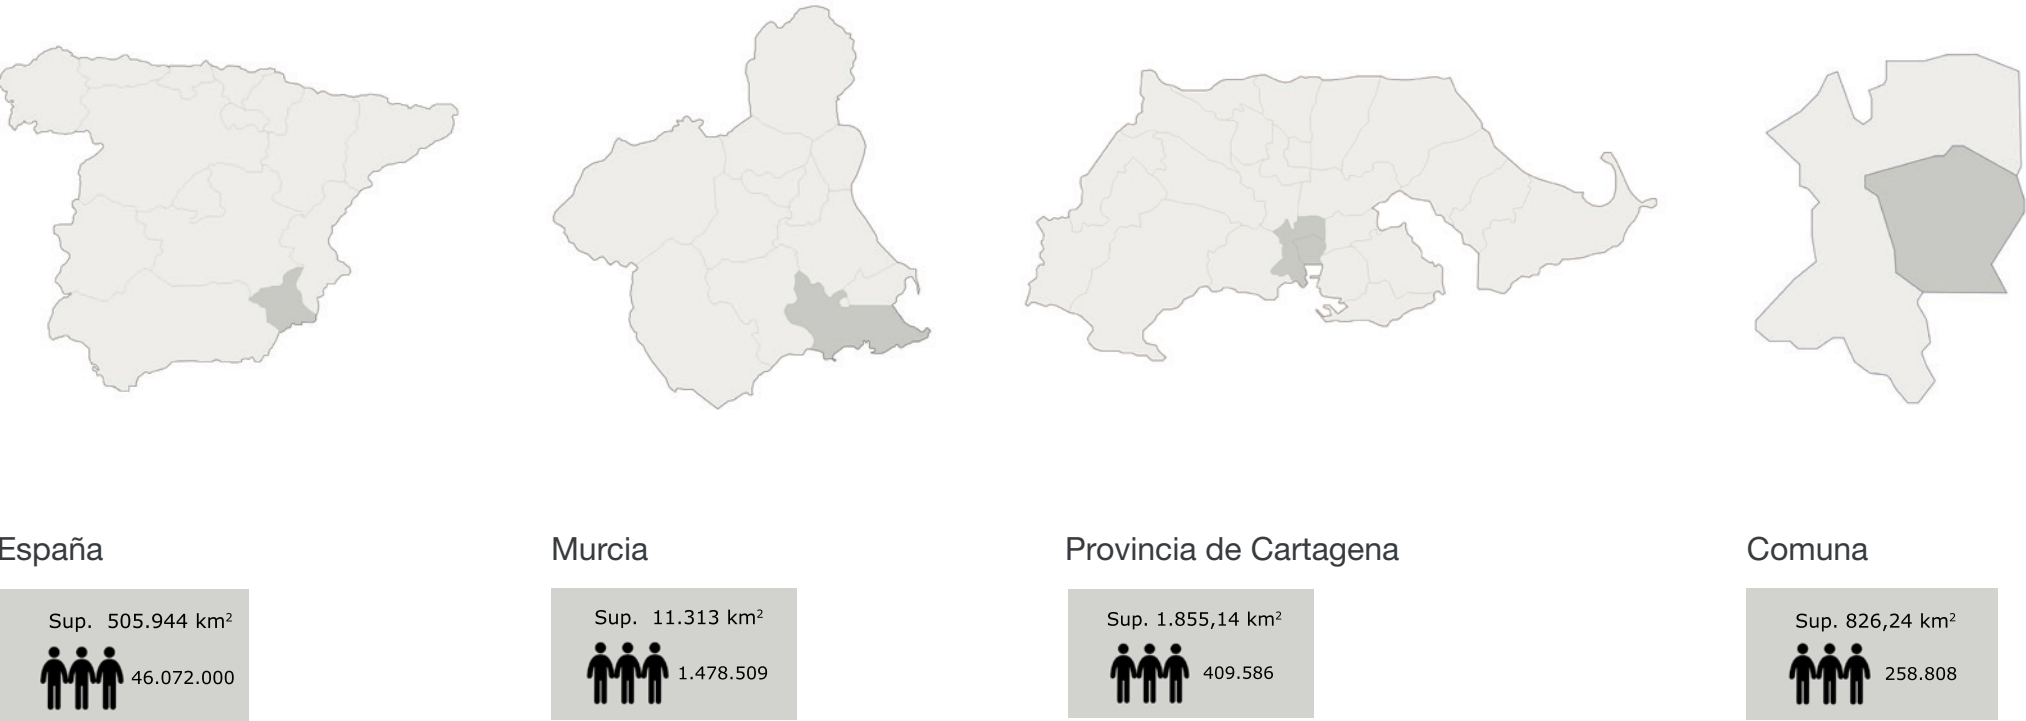 España
Murcia
Provincia de Cartagena
Comuna
Sup. 505.944 km²
46.072.000
Sup. 11.313 km²
1.478.509
Sup. 1.855,14 km²
409.586
Sup. 826,24 km²
258.808